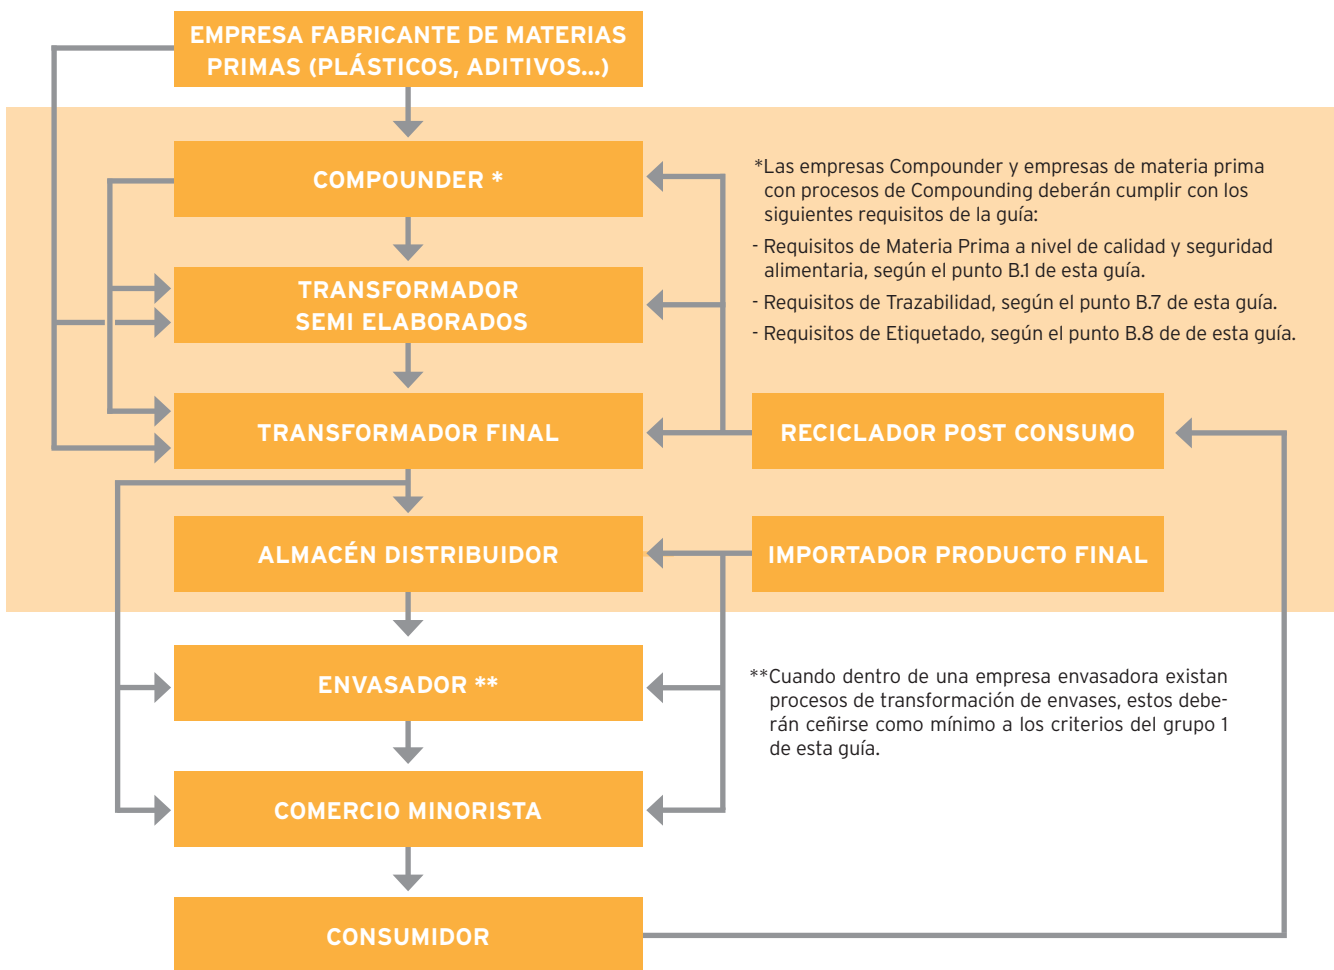 EMPRESA FABRICANTE DE MATERIAS
PRIMAS (PLÁSTICOS, ADITIVOS...)
COMPOUNDER *
*Las empresas Compounder y empresas de materia prima
con procesos de Compounding deberán cumplir con los
siguientes requisitos de la guía:
- Requisitos de Materia Prima a nivel de calidad y seguridad
alimentaria, según el punto B.1 de esta guía.
- Requisitos de Trazabilidad, según el punto B.7 de esta guía.
- Requisitos de Etiquetado, según el punto B.8 de de esta guía.
TRANSFORMADOR
SEMI ELABORADOS
TRANSFORMADOR FINAL
RECICLADOR POST CONSUMO
ALMACÉN DISTRIBUIDOR
IMPORTADOR PRODUCTO FINAL
ENVASADOR **
**Cuando dentro de una empresa envasadora existan
procesos de transformación de envases, estos debe-
rán ceñirse como mínimo a los criterios del grupo 1
de esta guía.
COMERCIO MINORISTA
CONSUMIDOR